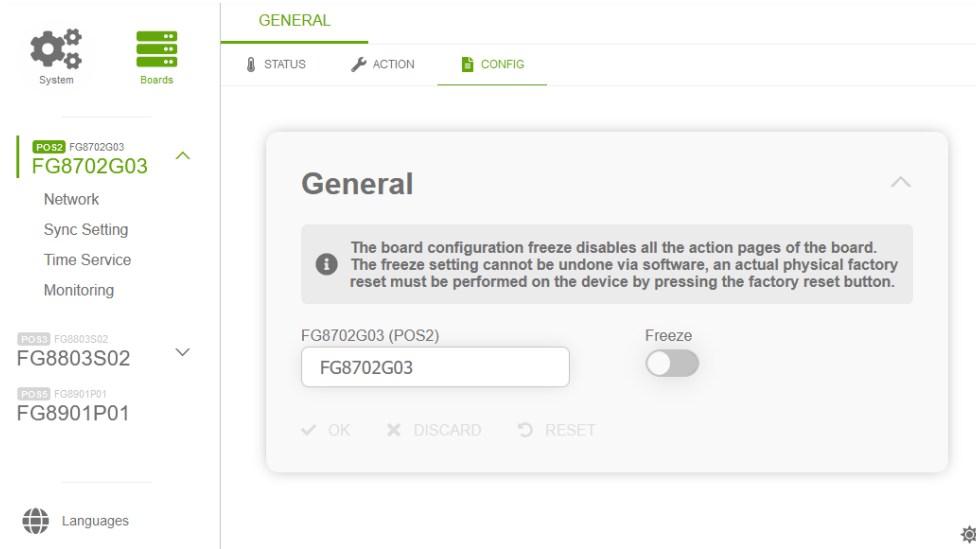 System
Boards
POS2 FG8702G03
FG8702G03
Network
Sync Setting
Time Service
Monitoring
POS3 FG8803S02
FG8803S02
POS5 FG8901P01
FG8901P01
Languages
GENERAL
STATUS
ACTION
CONFIG
General
The board configuration freeze disables all the action pages of the board.
The freeze setting cannot be undone via software, an actual physical factory
reset must be performed on the device by pressing the factory reset button.
FG8702G03 (POS2)
Freeze
FG8702G03
OK
DISCARD
RESET